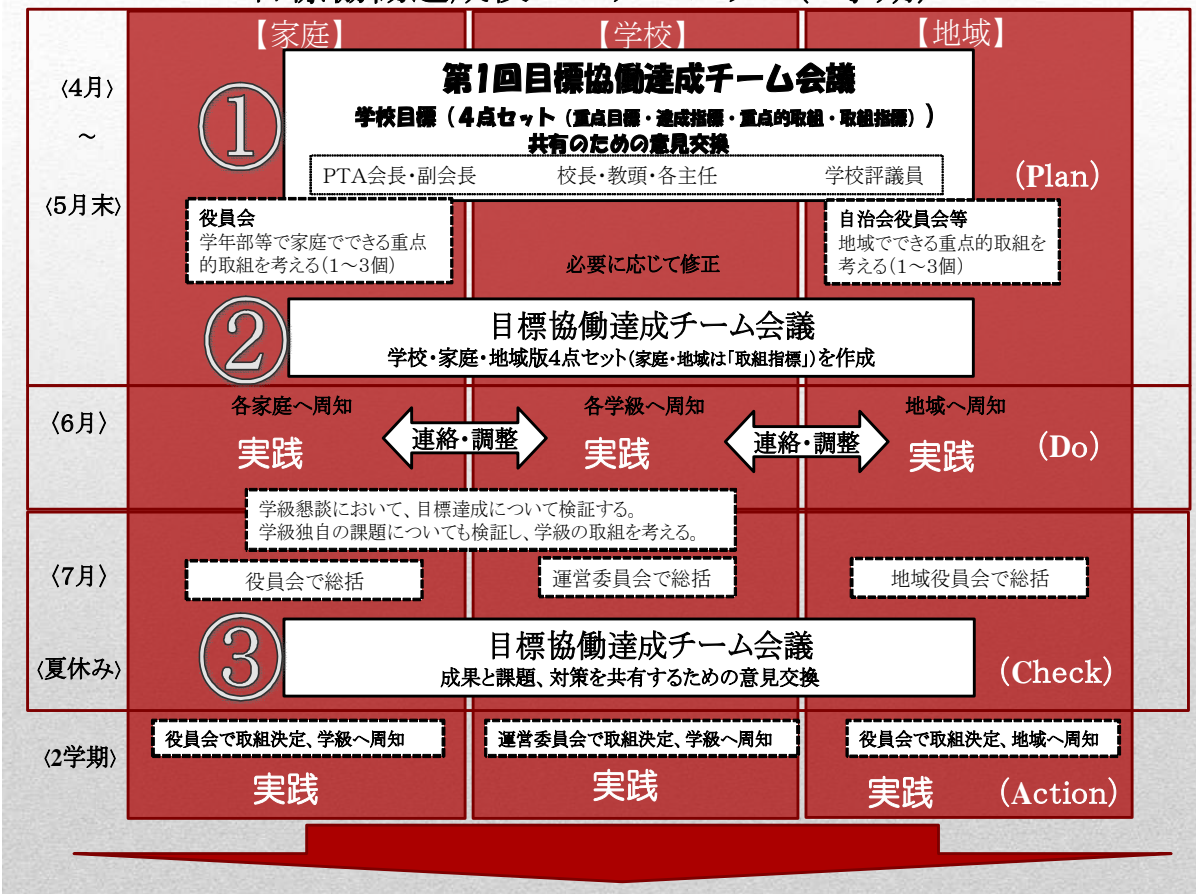 【家庭】
【学校】
【地域】
〈4月〉
～
〈5月末〉
①
第1回目標協働達成チーム会議
学校目標（４点セット（重点目標・達成指標・重点的取組・取組指標））
共有のための意見交換
PTA会長・副会長
校長・教頭・各主任
学校評議員
（Plan）
役員会
学年部等で家庭でできる重点
的取組を考える（1～3個）
必要に応じて修正
自治会役員会等
地域でできる重点的取組を
考える（1～3個）
②
目標協働達成チーム会議
学校・家庭・地域版4点セット（家庭・地域は「取組指標」）を作成
〈6月〉
各家庭へ周知
各学級へ周知
地域へ周知
実践
連絡・調整
実践
連絡・調整
実践
（Do）
学級懇談において、目標達成について検証する。
学級独自の課題についても検証し、学級の取組を考える。
〈7月〉
役員会で総括
運営委員会で総括
地域役員会で総括
〈夏休み〉
③
目標協働達成チーム会議
成果と課題、対策を共有するための意見交換
（Check）
〈2学期〉
役員会で取組決定、学級へ周知
運営委員会で取組決定、学級へ周知
役員会で取組決定、地域へ周知
実践
実践
実践
（Action）